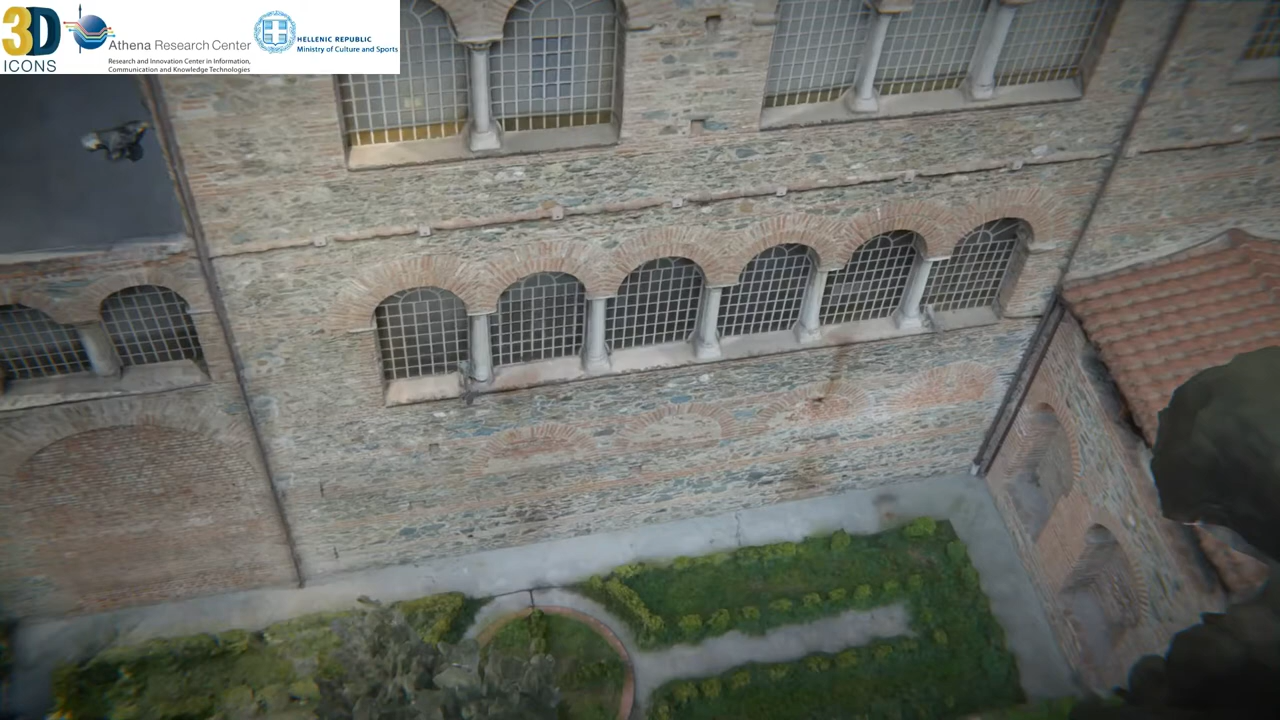 3D
ICONS
Athena Research Center
Research and Innovation Center in Information,
Communication and Knowledge Technologies
HELLENIC REPUBLIC
Ministry of Culture and Sports